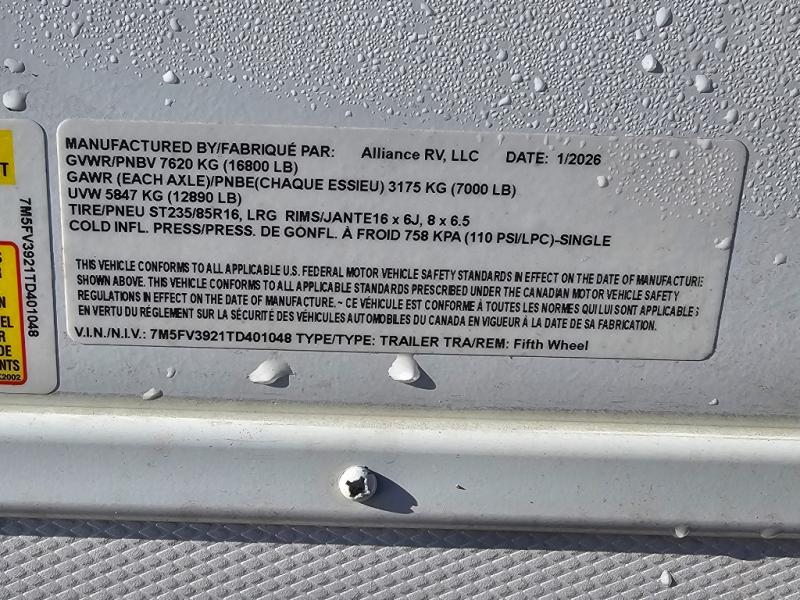 MANUFACTURED BY/FABRIQUÉ PAR: Alliance RV, LLC DATE: 1/2026
GVWR/PNBV 7620 KG (16800 LB)
GAWR (EACH AXLE)/PNBE(CHAQUE ESSIEU) 3175 KG (7000 LB)
UVW 5847 KG (12890 LB)
TIRE/PNEU ST235/85R16, LRG RIMS/JANTE16 x 6J, 8 x 6.5
COLD INFL. PRESS/PRESS. DE GONFL. À FROID 758 KPA (110 PSI/LPC)-SINGLE
THIS VEHICLE CONFORMS TO ALL APPLICABLE U.S. FEDERAL MOTOR VEHICLE SAFETY STANDARDS IN EFFECT ON THE DATE OF MANUFACTURE
SHOWN ABOVE. THIS VEHICLE CONFORMS TO ALL APPLICABLE STANDARDS PRESCRIBED UNDER THE CANADIAN MOTOR VEHICLE SAFETY
REGULATIONS IN EFFECT ON THE DATE OF MANUFACTURE.~ CE VÉHICULE EST CONFORME À TOUTES LES NORMES QUI LUI SONT APPLICABLES
EN VERTU DU RÉGLEMENT SUR LA SÉCURITÉ DES VÉHICULES AUTOMOBILES DU CANADA EN VIGUEUR À LA DATE DE SA FABRICATION.
V.I.N./N.I.V.: 7M5FV3921TD401048 TYPE/TYPE: TRAILER TRA/REM: Fifth Wheel
7M5FV3921TD401048